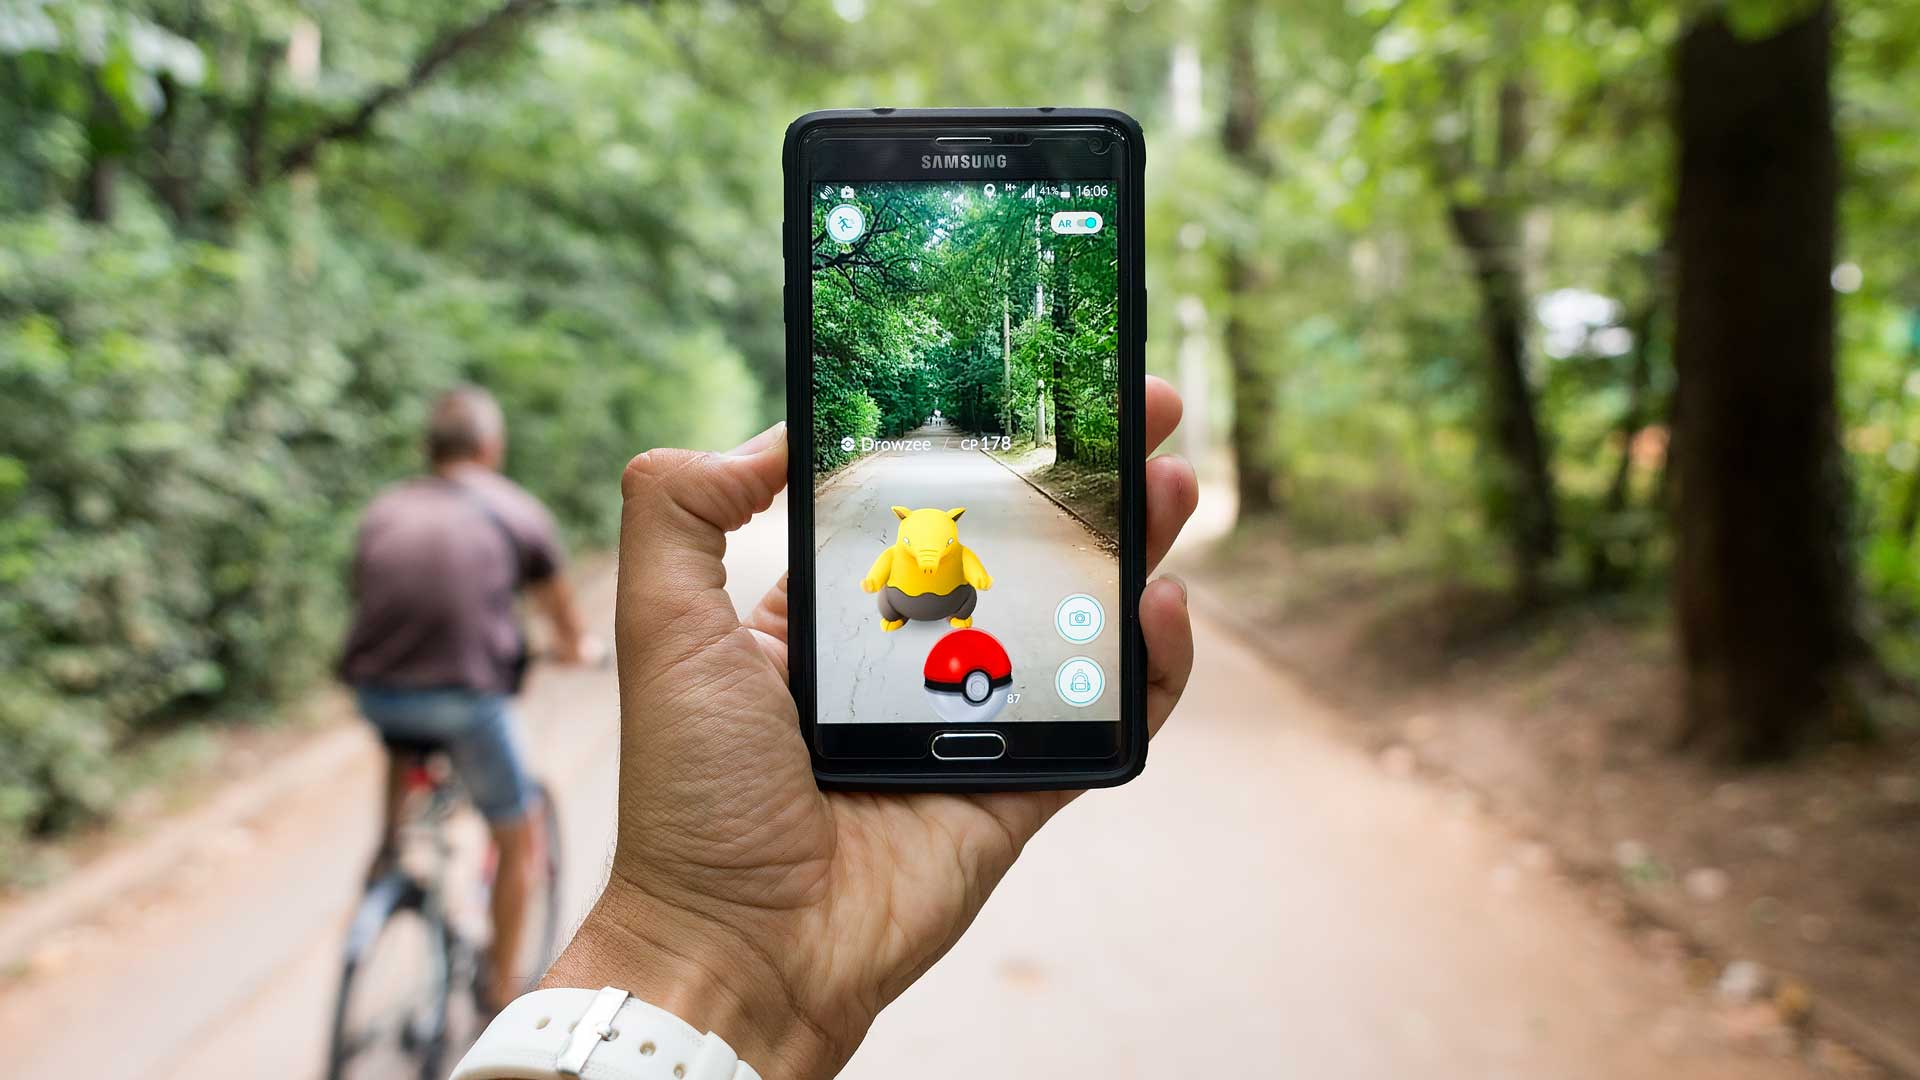 SAMSUNG
H+ 41% 16:06
AR
Drowzee / CP178
87